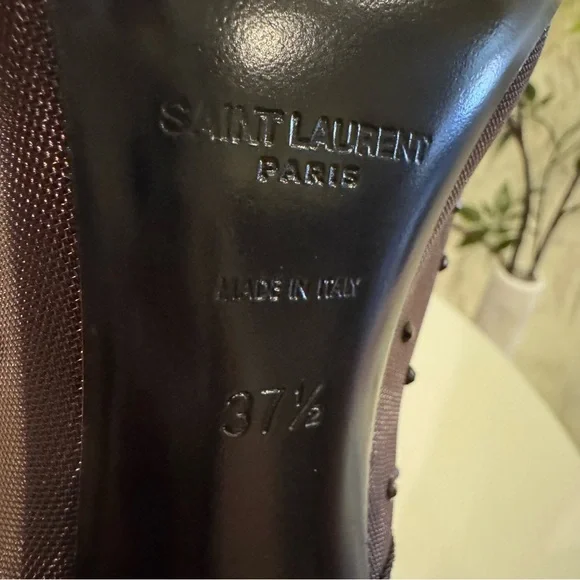 SAINT LAURENT
PARIS
MADE IN ITALY
37½